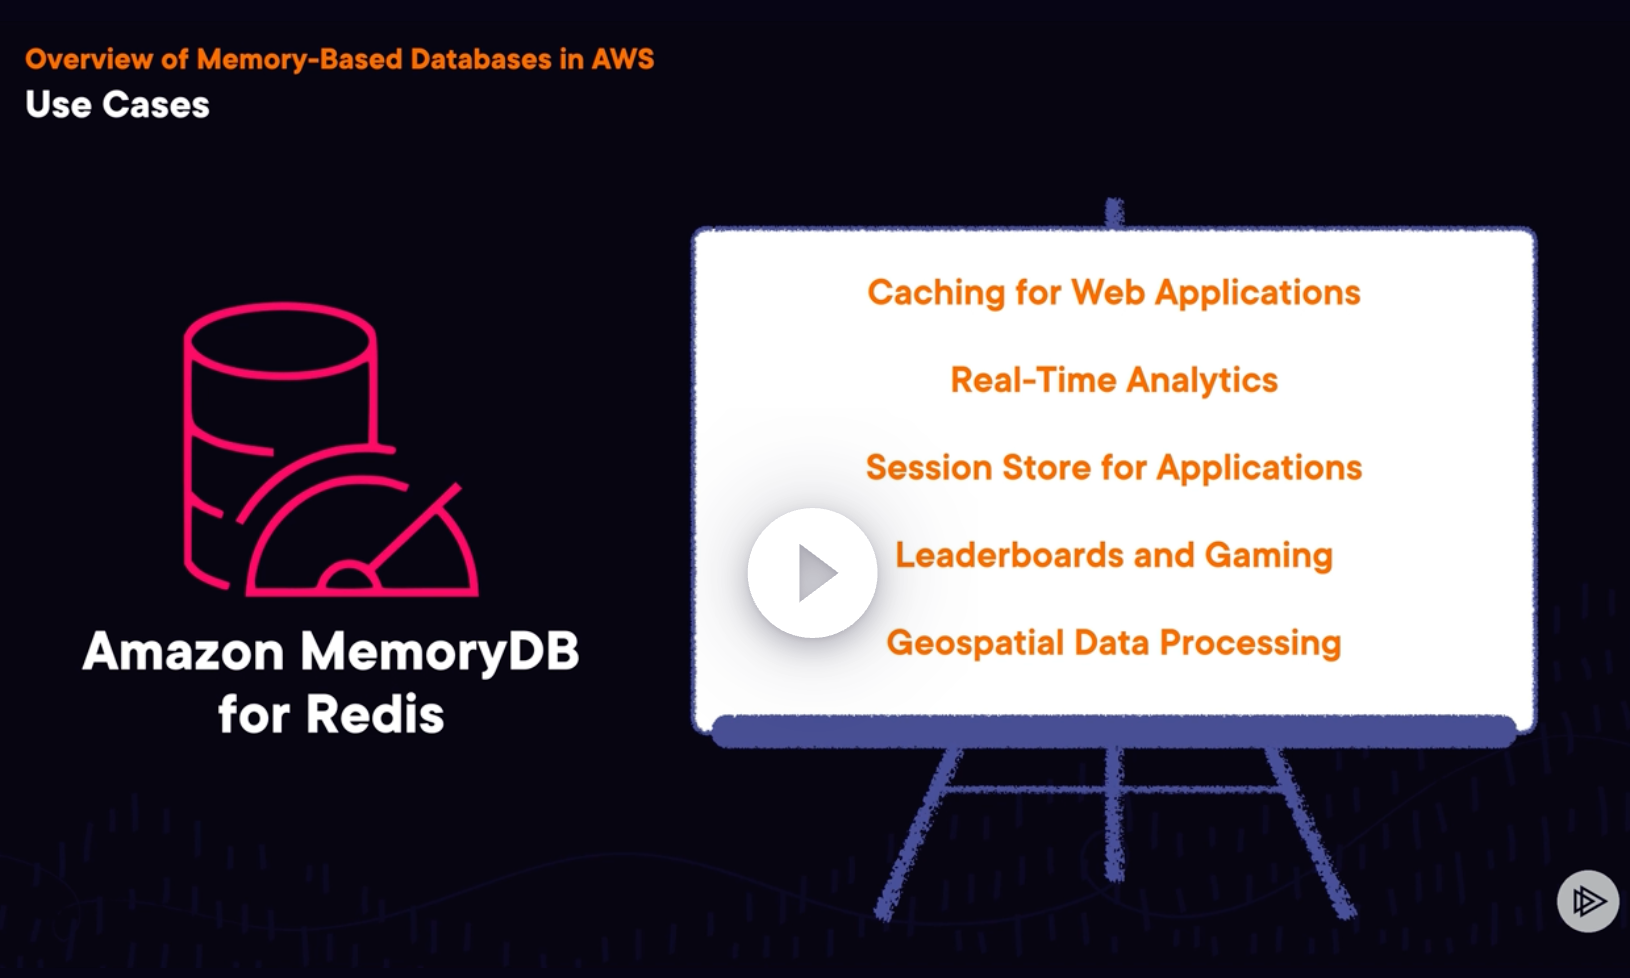 Overview of Memory-Based Databases in AWS
Use Cases
Amazon MemoryDB
for Redis
Caching for Web Applications
Real-Time Analytics
Session Store for Applications
Leaderboards and Gaming
Geospatial Data Processing